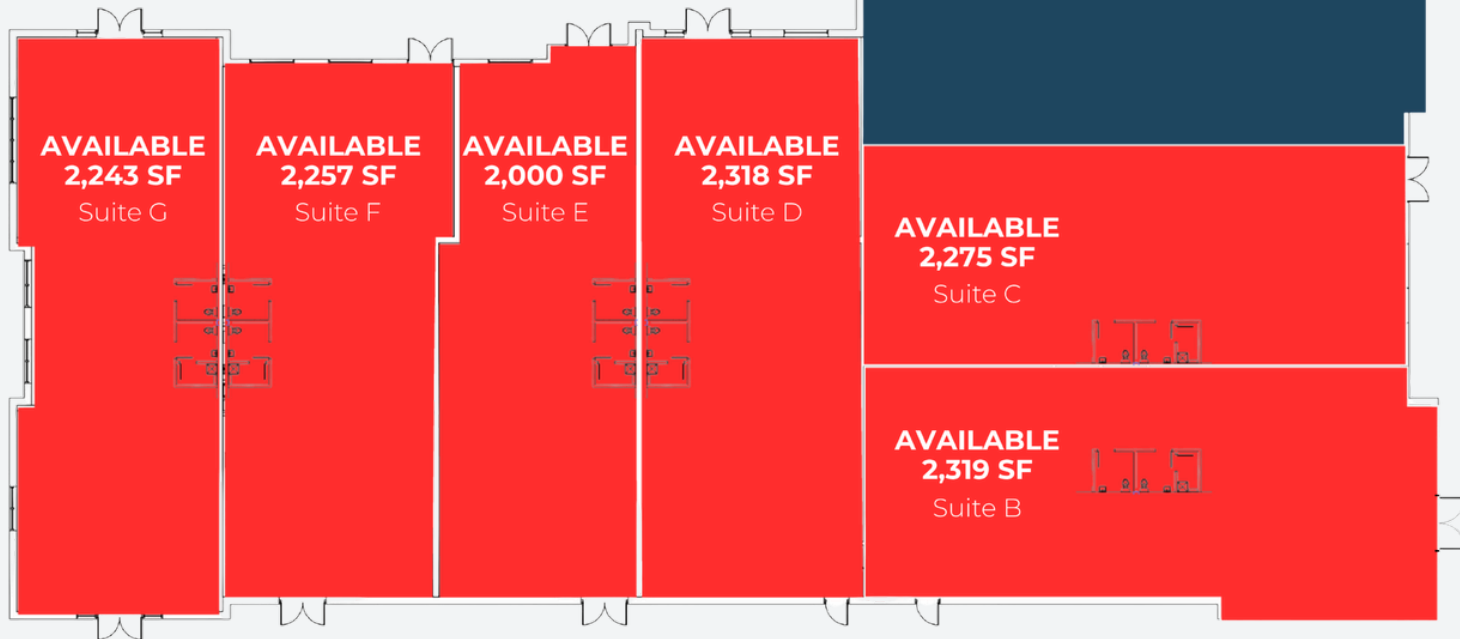 AVAILABLE
2,243 SF
Suite G
AVAILABLE
2,257 SF
Suite F
AVAILABLE
2,000 SF
Suite E
AVAILABLE
2,318 SF
Suite D
AVAILABLE
2,275 SF
Suite C
AVAILABLE
2,319 SF
Suite B